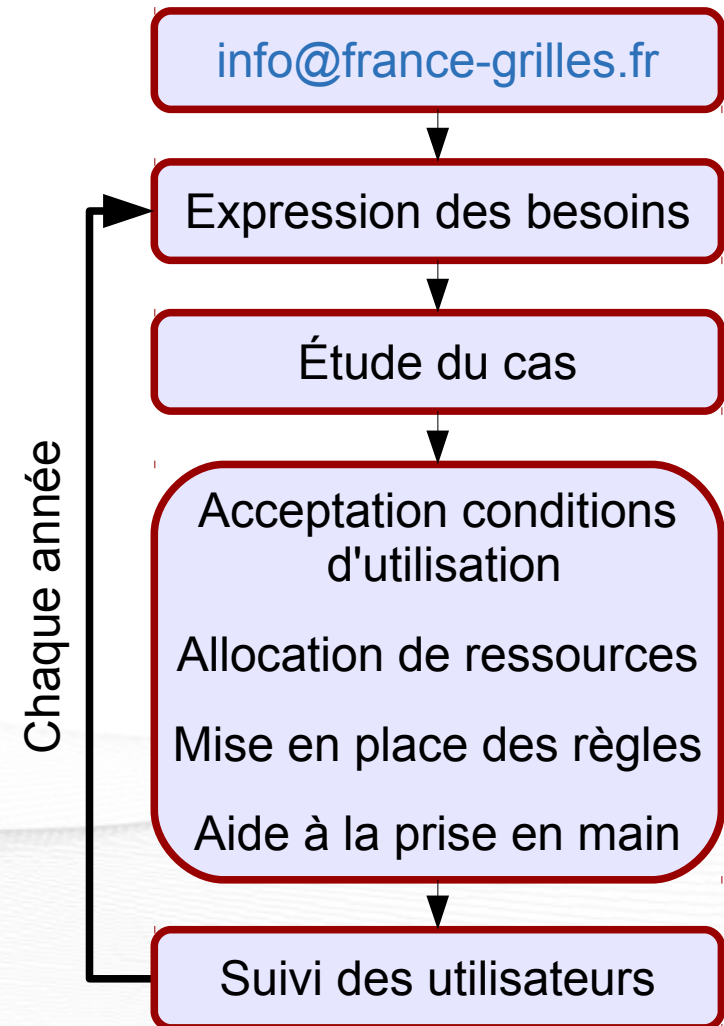 info@france-grilles.fr
Expression des besoins
Étude du cas
Chaque année
Acceptation conditions
d'utilisation
Allocation de ressources
Mise en place des règles
Aide à la prise en main
Suivi des utilisateurs